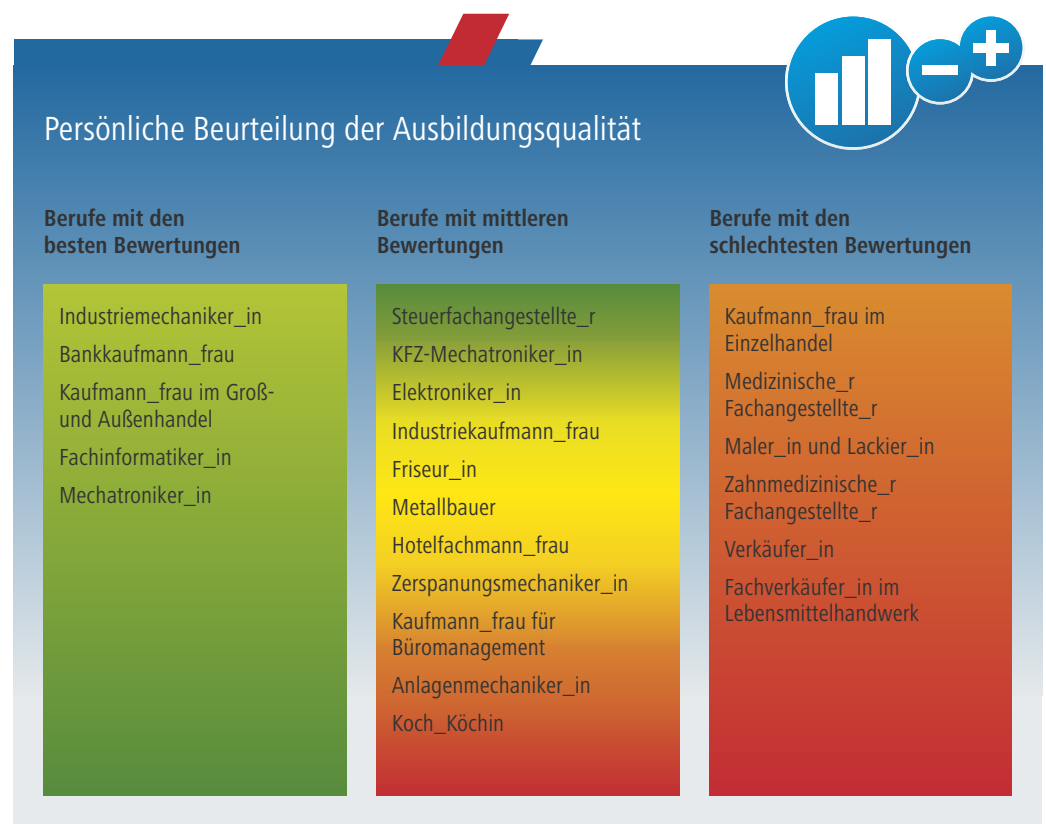 Persönliche Beurteilung der Ausbildungsqualität
Berufe mit den
besten Bewertungen
Industriemechaniker_in
Bankkaufmann_frau
Kaufmann_frau im Groß-
und Außenhandel
Fachinformatiker_in
Mechatroniker_in
Berufe mit mittleren
Bewertungen
Steuerfachangestellte_r
KFZ-Mechatroniker_in
Elektroniker_in
Industriekaufmann_frau
Friseur_in
Metallbauer
Hotelfachmann_frau
Zerspanungsmechaniker_in
Kaufmann_frau für
Büromanagement
Anlagenmechaniker_in
Koch_Köchin
Berufe mit den
schlechtesten Bewertungen
Kaufmann_frau im
Einzelhandel
Medizinische_r
Fachangestellte_r
Maler_in und Lackier_in
Zahnmedizinische_r
Fachangestellte_r
Verkäufer_in
Fachverkäufer_in im
Lebensmittelhandwerk